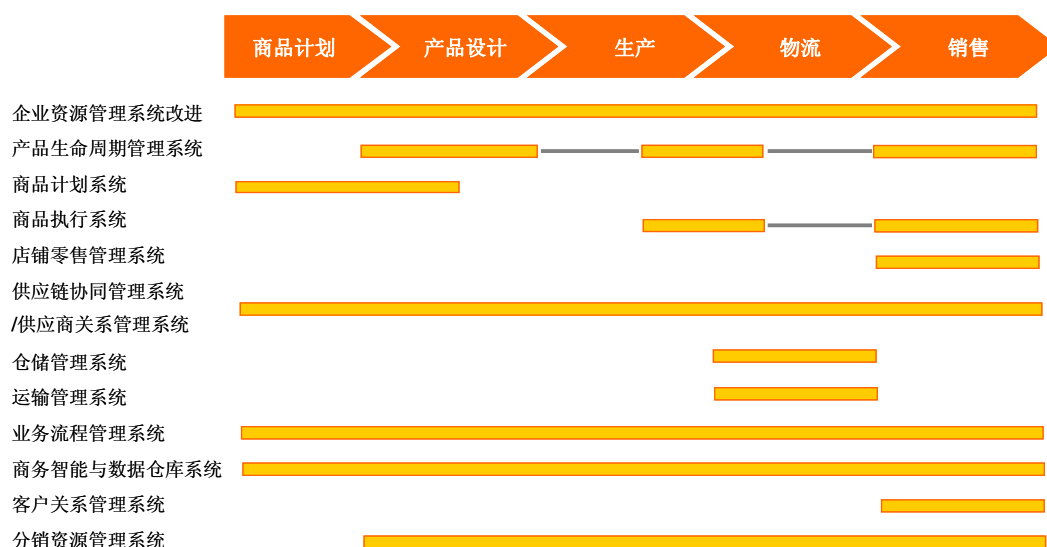 商品计划
产品设计
生产
物流
销售
企业资源管理系统改进
产品生命周期管理系统
商品计划系统
商品执行系统
店铺零售管理系统
供应链协同管理系统
/供应商关系管理系统
仓储管理系统
运输管理系统
业务流程管理系统
商务智能与数据仓库系统
客户关系管理系统
分销资源管理系统